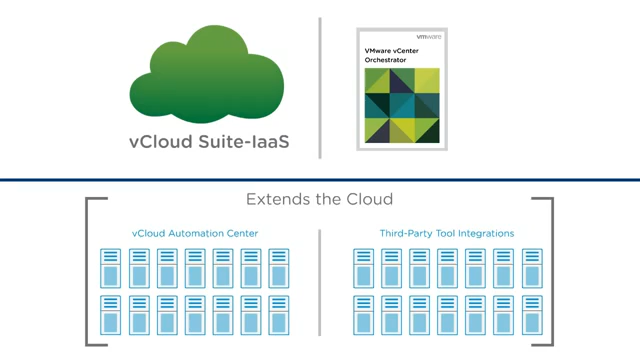 vmware
VMware vCenter
Orchestrator
vCloud Suite-IaaS
Extends the Cloud
vCloud Automation Center
Third-Party Tool Integrations